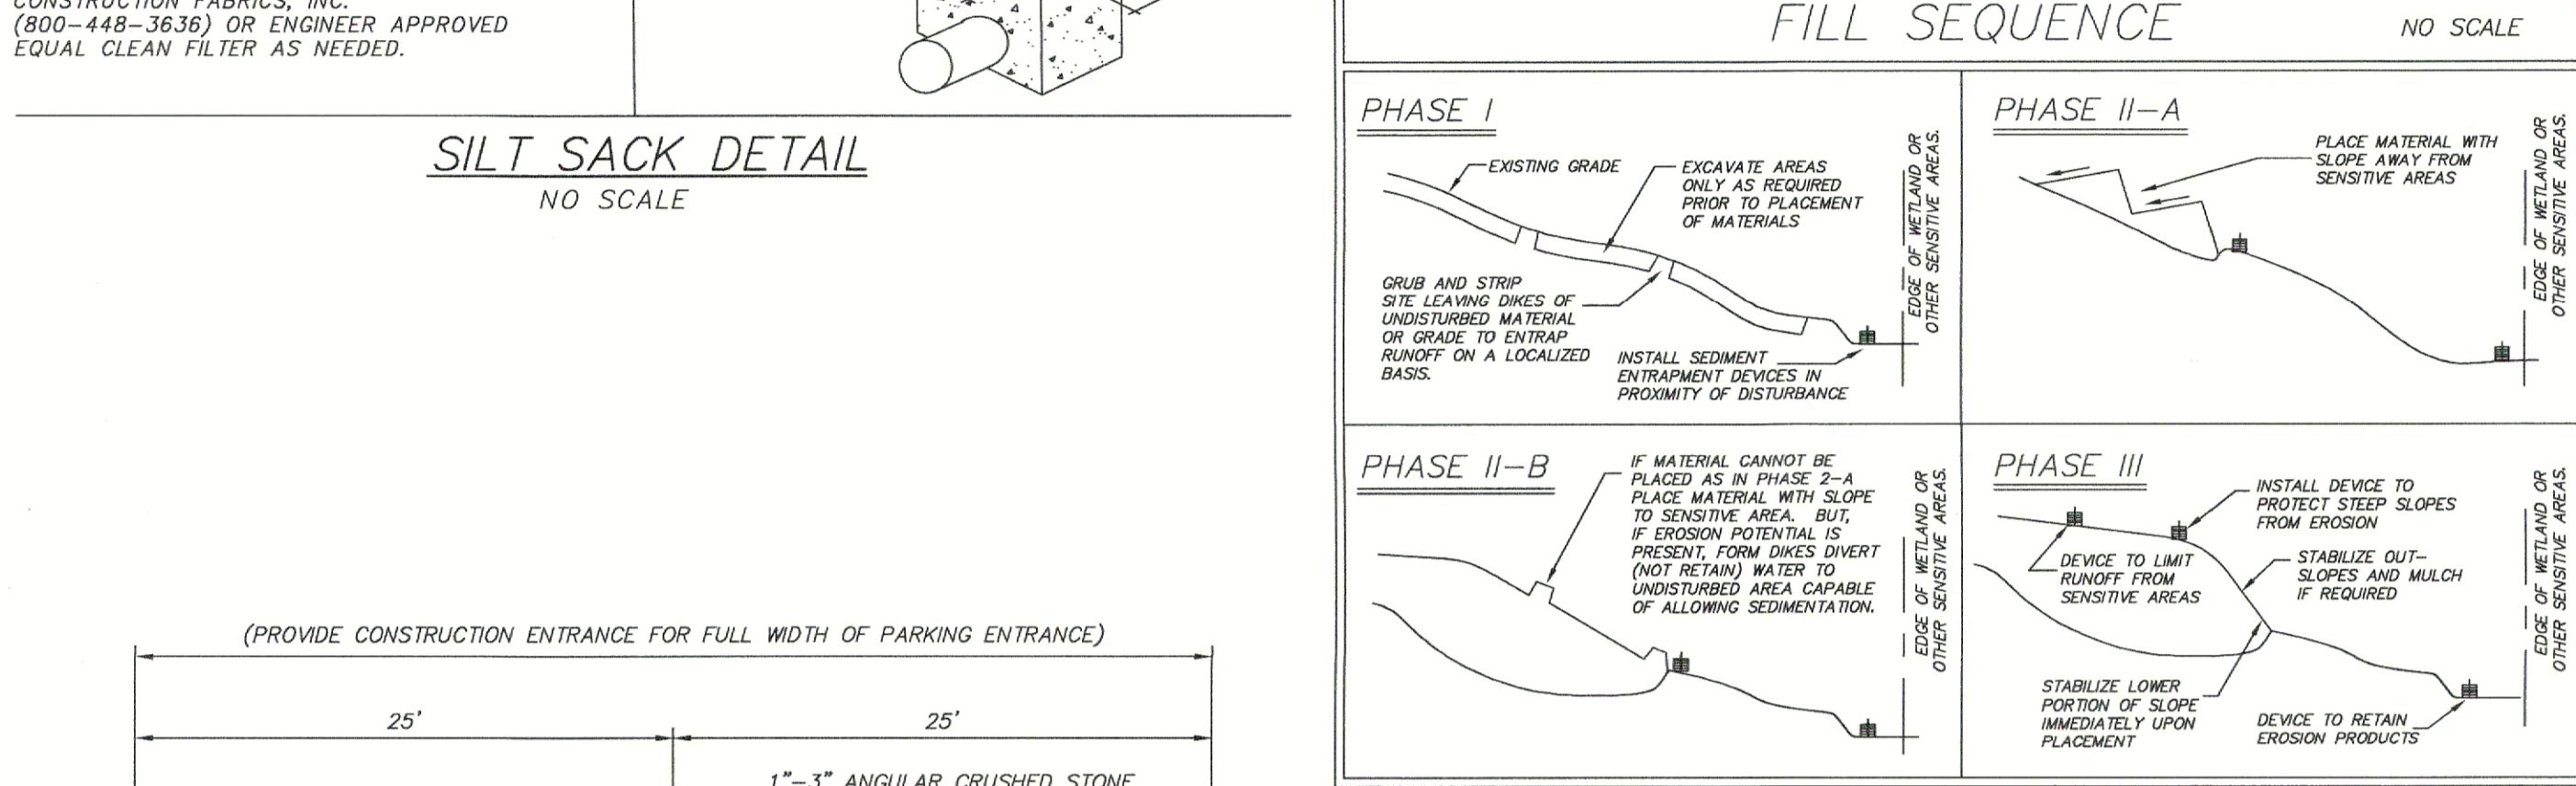 CONSTRUCTION FABRICS, INC.
(800-448-3636) OR ENGINEER APPROVED
EQUAL CLEAN FILTER AS NEEDED.
SILT SACK DETAIL
NO SCALE
(PROVIDE CONSTRUCTION ENTRANCE FOR FULL WIDTH OF PARKING ENTRANCE)
25'
25'
1"-3" ANGULAR CRUSHED STONE
FILL SEQUENCE
NO SCALE
PHASE I
EXISTING GRADE
EXCAVATE AREAS
ONLY AS REQUIRED
PRIOR TO PLACEMENT
OF MATERIALS
GRUB AND STRIP
SITE LEAVING DIKES OF
UNDISTURBED MATERIAL
OR GRADE TO ENTRAP
RUNOFF ON A LOCALIZED
BASIS.
INSTALL SEDIMENT
ENTRAPMENT DEVICES IN
PROXIMITY OF DISTURBANCE
EDGE OF WETLAND OR
OTHER SENSITIVE AREAS.
PHASE II-A
PLACE MATERIAL WITH
SLOPE AWAY FROM
SENSITIVE AREAS
EDGE OF WETLAND OR
OTHER SENSITIVE AREAS.
PHASE II-B
IF MATERIAL CANNOT BE
PLACED AS IN PHASE 2-A
PLACE MATERIAL WITH SLOPE
TO SENSITIVE AREA. BUT,
IF EROSION POTENTIAL IS
PRESENT, FORM DIKES DIVERT
(NOT RETAIN) WATER TO
UNDISTURBED AREA CAPABLE
OF ALLOWING SEDIMENTATION.
EDGE OF WETLAND OR
OTHER SENSITIVE AREAS.
PHASE III
INSTALL DEVICE TO
PROTECT STEEP SLOPES
FROM EROSION
DEVICE TO LIMIT
RUNOFF FROM
SENSITIVE AREAS
STABILIZE OUT-
SLOPES AND MULCH
IF REQUIRED
STABILIZE LOWER
PORTION OF SLOPE
IMMEDIATELY UPON
PLACEMENT
DEVICE TO RETAIN
EROSION PRODUCTS
EDGE OF WETLAND OR
OTHER SENSITIVE AREAS.